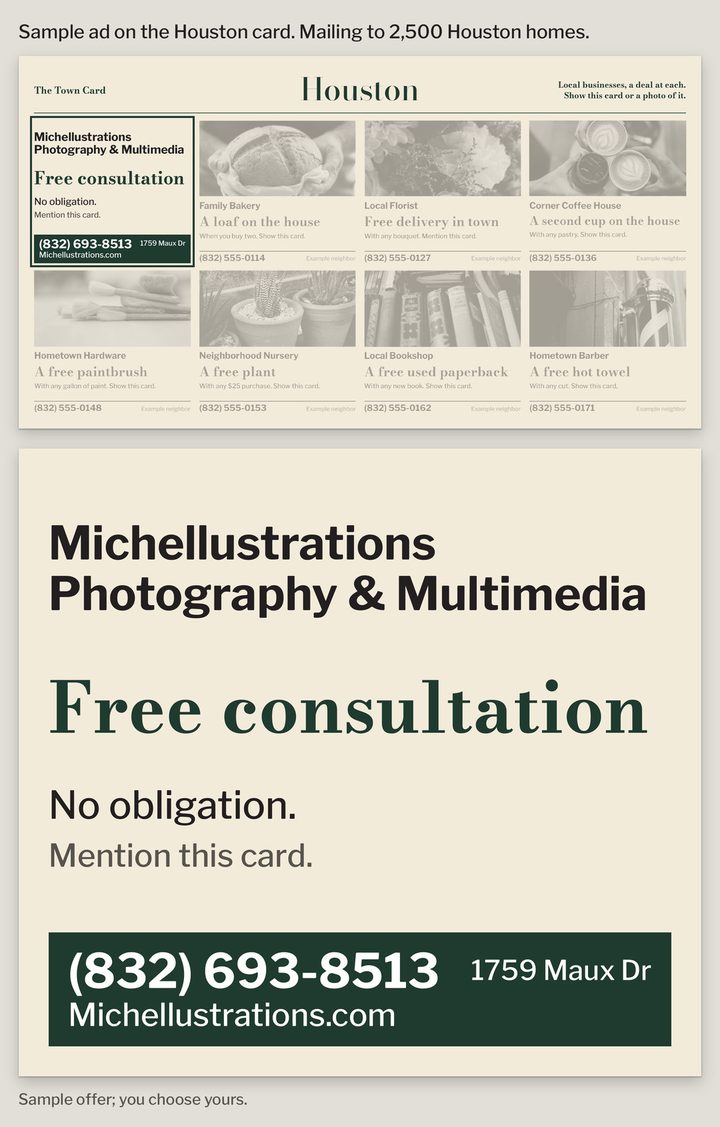 Sample ad on the Houston card. Mailing to 2,500 Houston homes.
The Town Card
Houston
Local businesses, a deal at each.
Show this card or a photo of it.
Michellustrations
Photography & Multimedia
Free consultation
No obligation.
Mention this card.
(832) 693-8513 1759 Maux Dr
Michellustrations.com
Family Bakery
A loaf on the house
When you buy two. Show this card.
(832) 555-0114 Example neighbor
Local Florist
Free delivery in town
With any bouquet. Mention this card.
(832) 555-0127 Example neighbor
Corner Coffee House
A second cup on the house
With any pastry. Show this card.
(832) 555-0136 Example neighbor
Hometown Hardware
A free paintbrush
With any gallon of paint. Show this card.
(832) 555-0148 Example neighbor
Neighborhood Nursery
A free plant
With any $25 purchase. Show this card.
(832) 555-0153 Example neighbor
Local Bookshop
A free used paperback
With any new book. Show this card.
(832) 555-0162 Example neighbor
Hometown Barber
A free hot towel
With any cut. Show this card.
(832) 555-0171 Example neighbor
Michellustrations
Photography & Multimedia
Free consultation
No obligation.
Mention this card.
(832) 693-8513 1759 Maux Dr
Michellustrations.com
Sample offer; you choose yours.